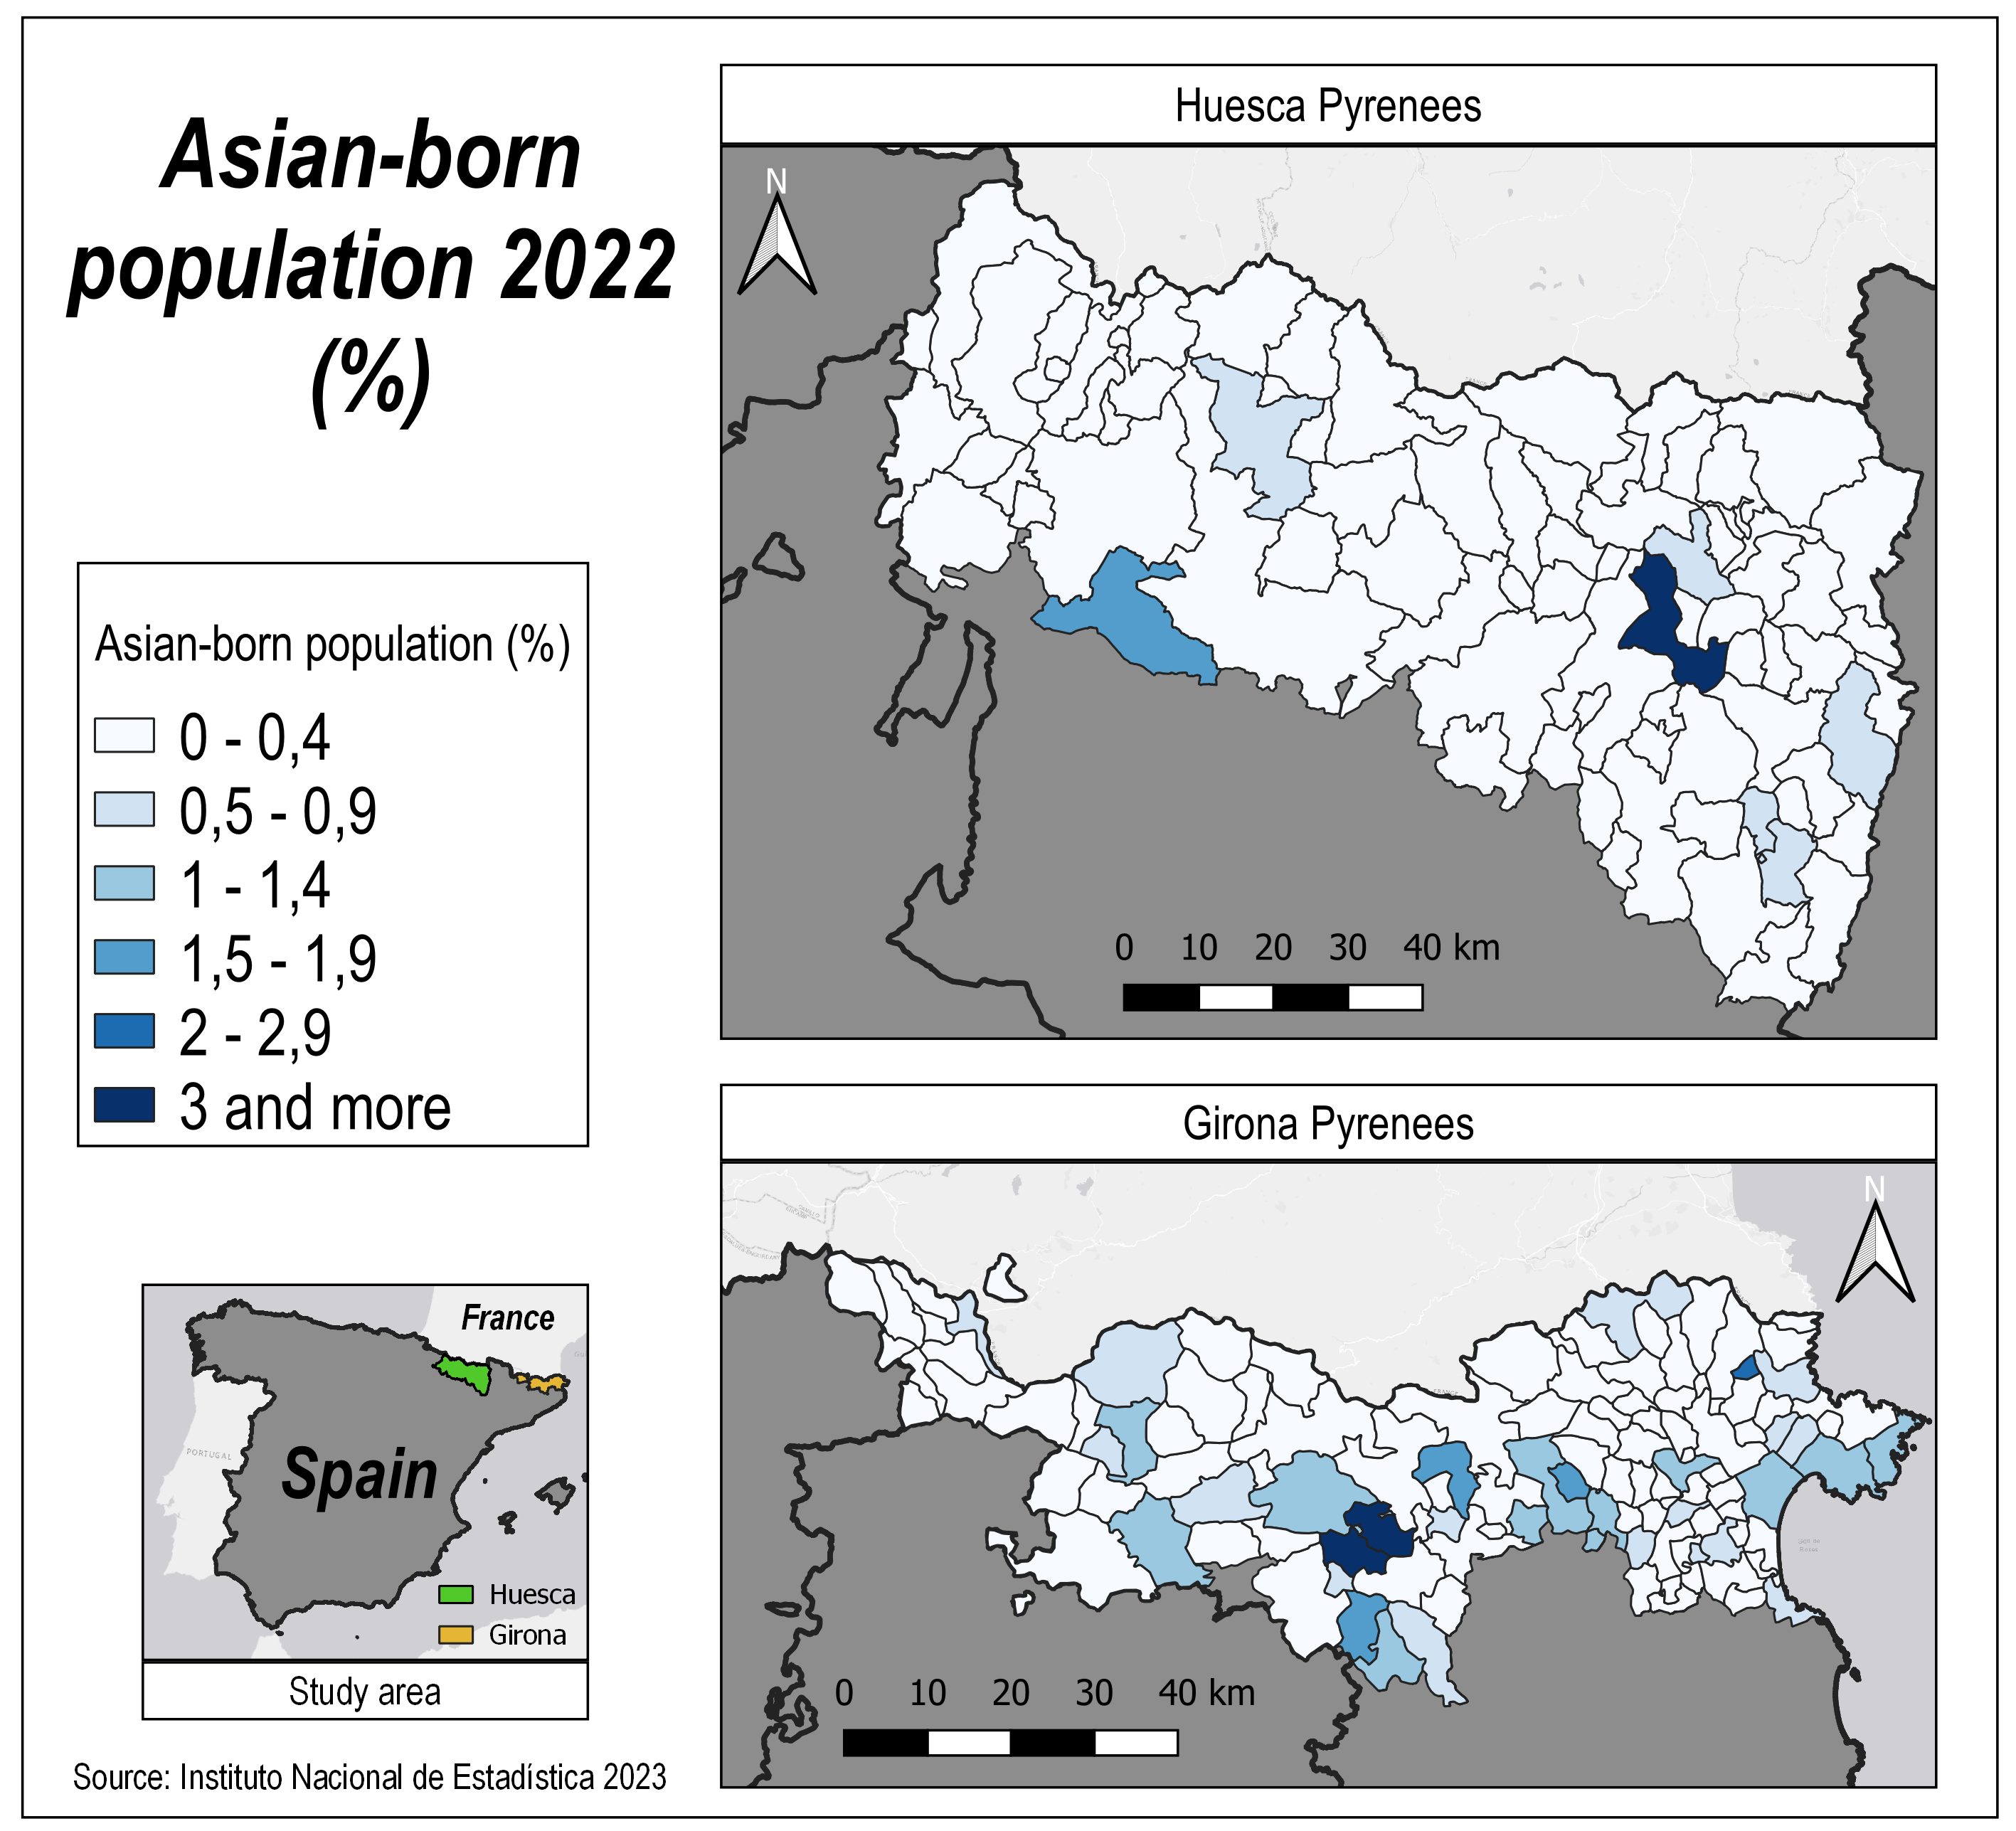 Asian-born
population 2022
(%)
Asian-born population (%)
0 - 0,4
0,5 - 0,9
1 - 1,4
1,5 - 1,9
2 - 2,9
3 and more
France
PORTUGAL
Spain
Huesca
Girona
Study area
Source: Instituto Nacional de Estadística 2023
Huesca Pyrenees
N
0 10 20 30 40 km
Girona Pyrenees
N
0 10 20 30 40 km